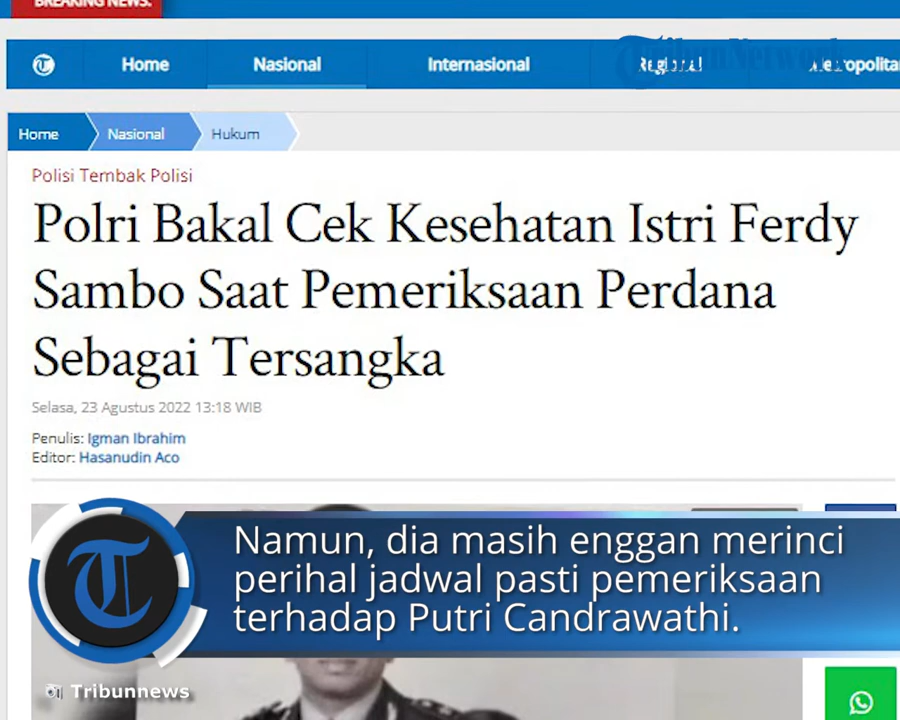 BREAKING NEWS:
Tribun Network
Home Nasional Internasional Regional Metropolitan
Home Nasional Hukum
Polisi Tembak Polisi
Polri Bakal Cek Kesehatan Istri Ferdy
Sambo Saat Pemeriksaan Perdana
Sebagai Tersangka
Selasa, 23 Agustus 2022 13:18 WIB
Penulis: Igman Ibrahim
Editor: Hasanudin Aco
Namun, dia masih enggan merinci
perihal jadwal pasti pemeriksaan
terhadap Putri Candrawathi.
Tribunnews